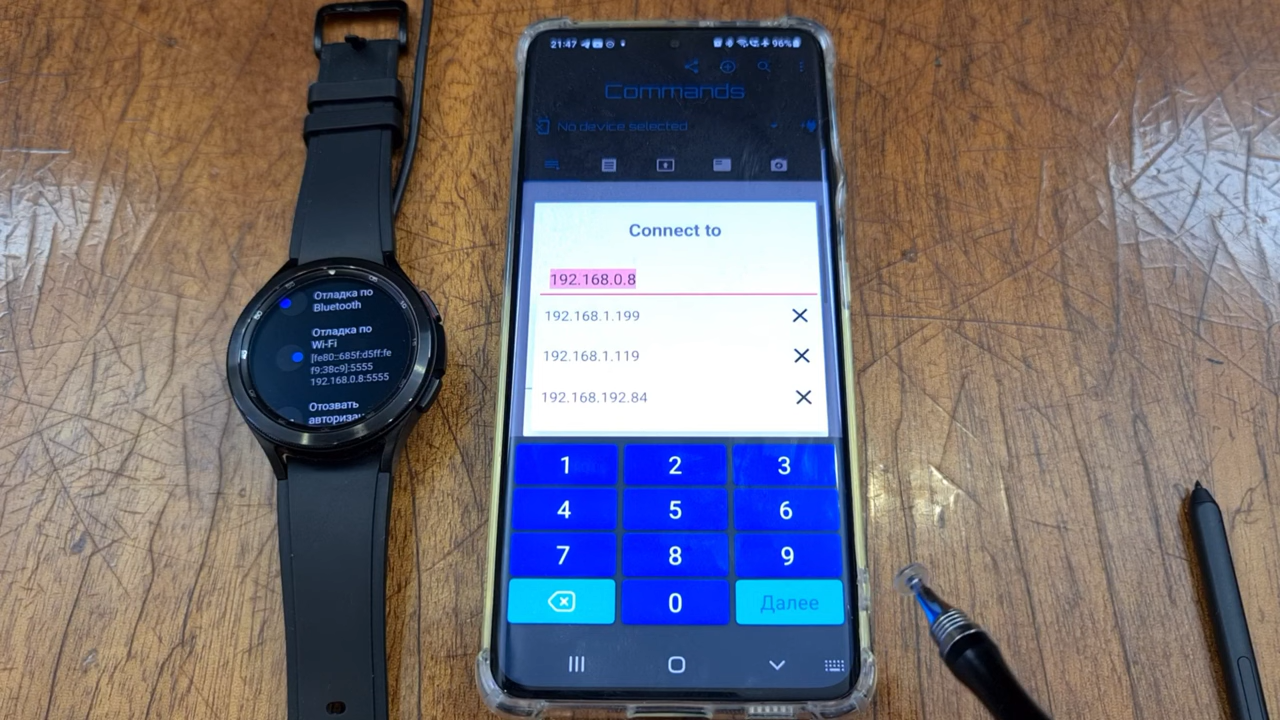 Отладка по
Bluetooth
Отладка по
Wi-Fi
[fe80::685f:d5ff:fe
f9:38c9]:5555
192.168.0.8:5555
Отозвать
авториза
21:47
96%
Commands
No device selected
Connect to
192.168.0.8
192.168.1.199
192.168.1.119
192.168.192.84
1 2 3
4 5 6
7 8 9
0 Далее